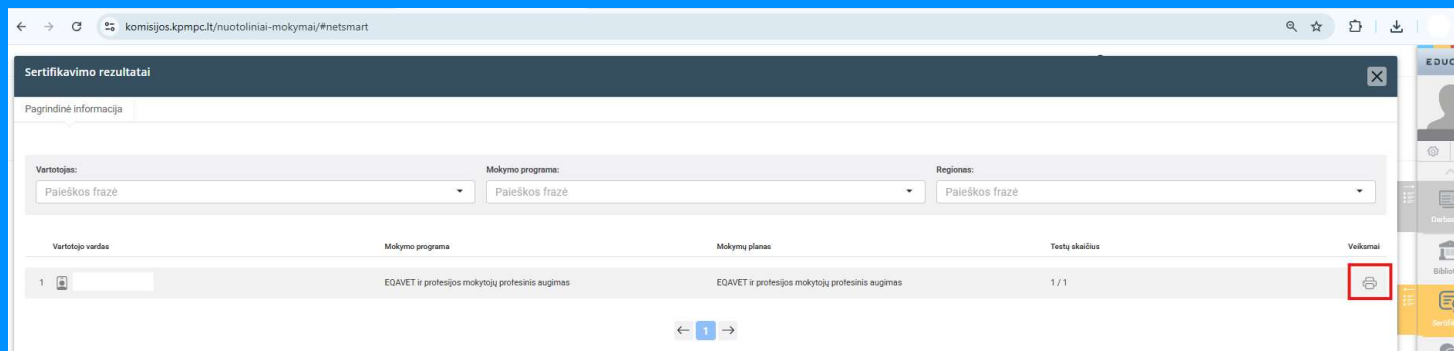 komisijos.kpmpc.lt/nuotoliniai-mokymai/#netsmart
Sertifikavimo rezultatai
EDUC
Pagrindinė informacija
Vartotojas: Mokymo programa: Regionas:
Paieškos frazė Paieškos frazė Paieškos frazė
Vartotojo vardas Mokymo programa Mokymų planas Testų skaičius Veiksmai
1 EQAVET ir profesijos mokytojų profesinis augimas EQAVET ir profesijos mokytojų profesinis augimas 1 / 1
1